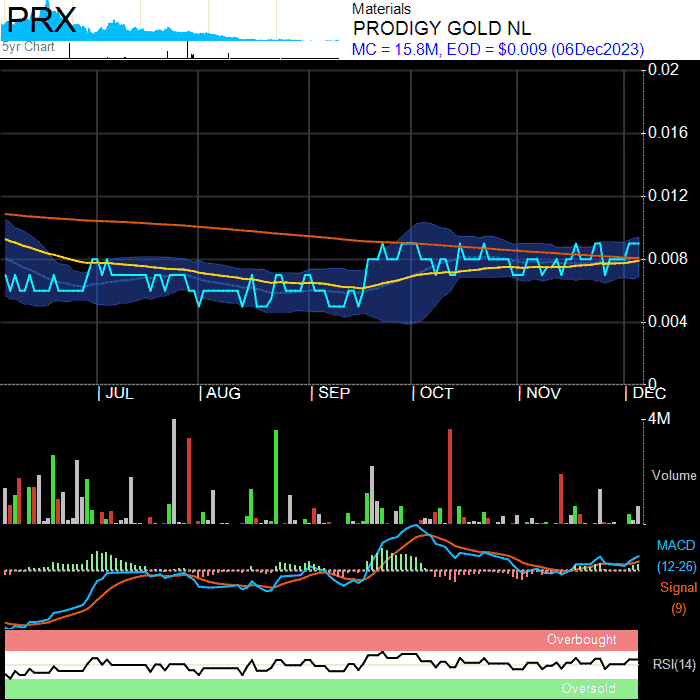 PRX
5yr Chart
Materials
PRODIGY GOLD NL
MC = 15.8M, EOD = $0.009 (06Dec2023)
0.02
0.016
0.012
0.008
0.004
0
JUL AUG SEP OCT NOV DEC
4M
Volume
MACD
(12-26)
Signal
(9)
Overbought
RSI(14)
Oversold